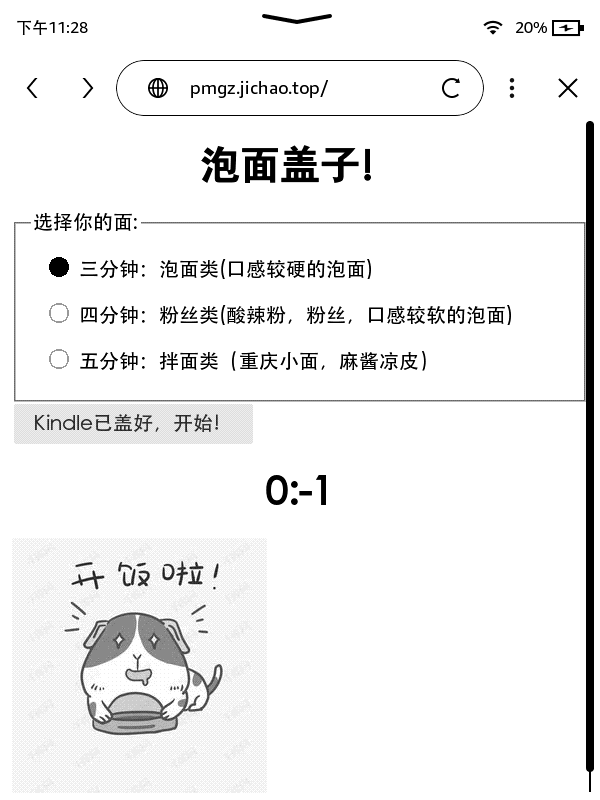 下午11:28
20%
pmgz.jichao.top/
泡面盖子!
选择你的面:
三分钟：泡面类(口感较硬的泡面)
四分钟：粉丝类(酸辣粉，粉丝，口感较软的泡面)
五分钟：拌面类（重庆小面，麻酱凉皮）
Kindle已盖好，开始!
0:-1
开饭啦!